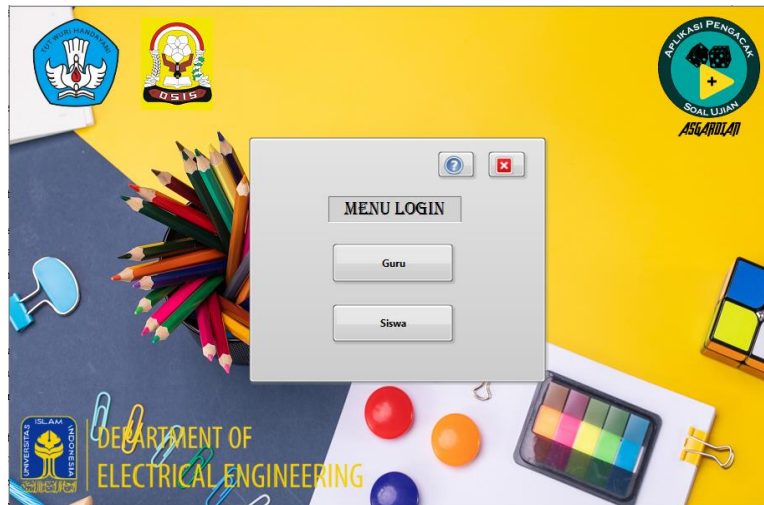 TUT WURI HANDAYANI
OSIS
APLIKASI PENGACAK
SOAL UJIAN
ASGARDIAN
MENU LOGIN
Guru
Siswa
UNIVERSITAS
ISLAM
INDONESIA
DEPARTMENT OF
ELECTRICAL ENGINEERING